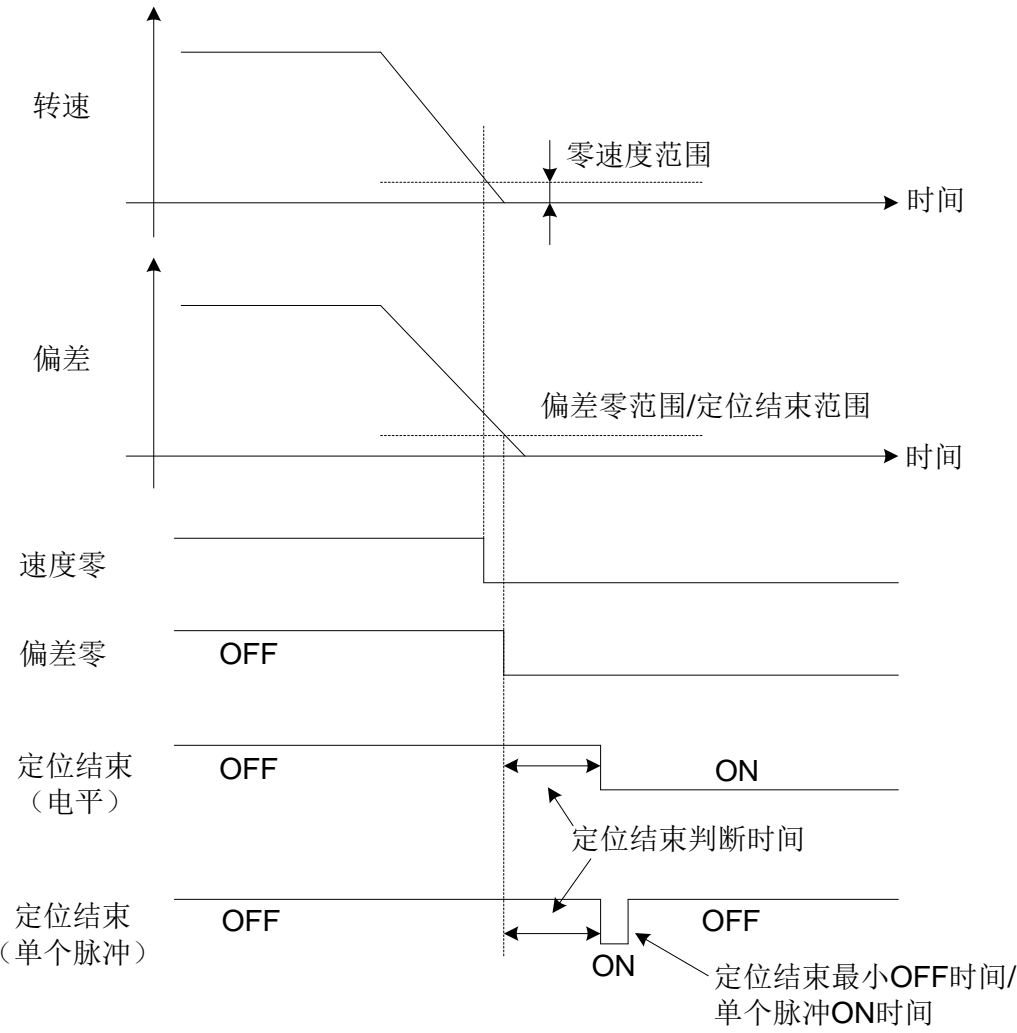 转速
零速度范围
时间
偏差
偏差零范围/定位结束范围
时间
速度零
偏差零
OFF
定位结束
（电平）
OFF
ON
定位结束判断时间
定位结束
（单个脉冲）
OFF
ON
OFF
定位结束最小OFF时间/
单个脉冲ON时间